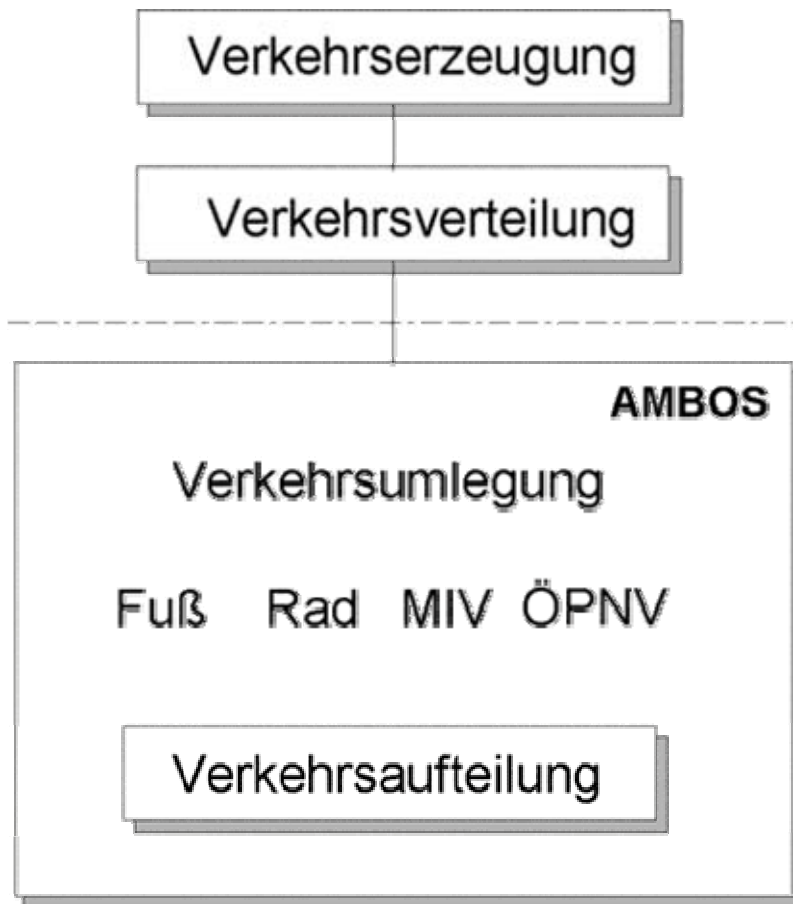 Verkehrserzeugung
Verkehrsverteilung
AMBOS
Verkehrsumlegung
Fuß Rad MIV ÖPNV
Verkehrsaufteilung